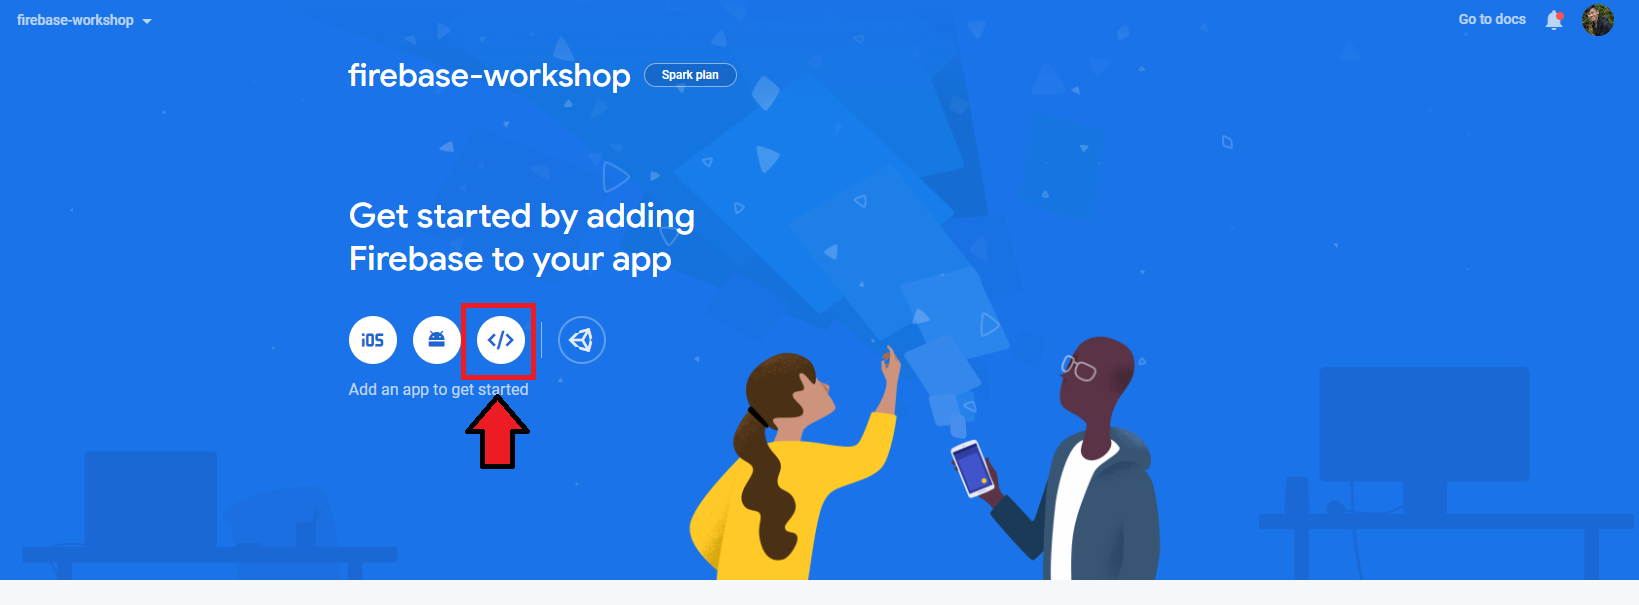 firebase-workshop
Go to docs
firebase-workshop
Spark plan
Get started by adding
Firebase to your app
iOS
</>
Add an app to get started